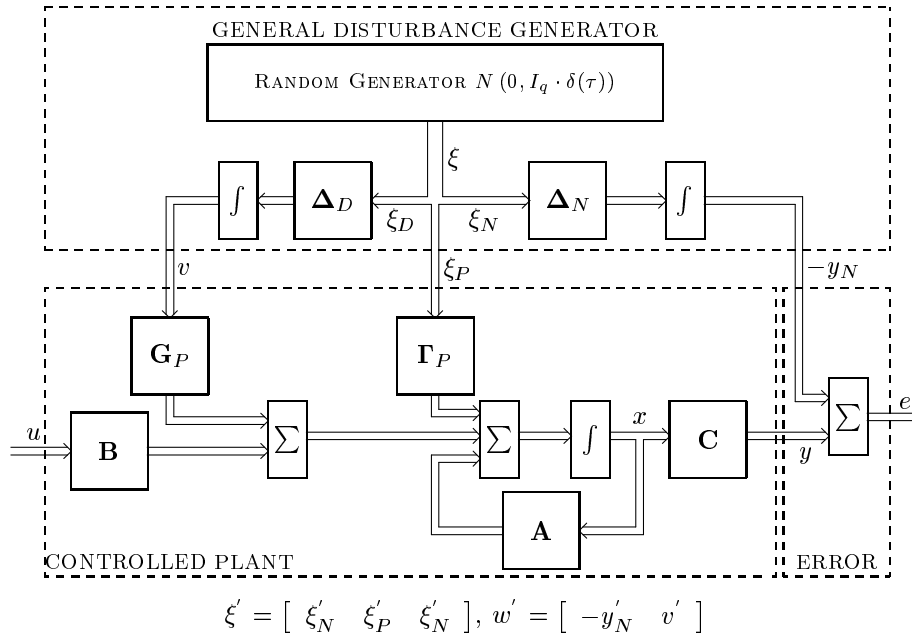 GENERAL DISTURBANCE GENERATOR
RANDOM GENERATOR N (0, I_q · δ(τ))
ξ
∫
Δ_D
Δ_N
∫
ξ_D
ξ_N
v
ξ_P
−y_N
G_P
Γ_P
u
B
∑
∑
∫
x
C
y
∑
e
A
CONTROLLED PLANT
ERROR
ξ′ = [ ξ′_N ξ′_P ξ′_N ], w′ = [ −y′_N v′ ]